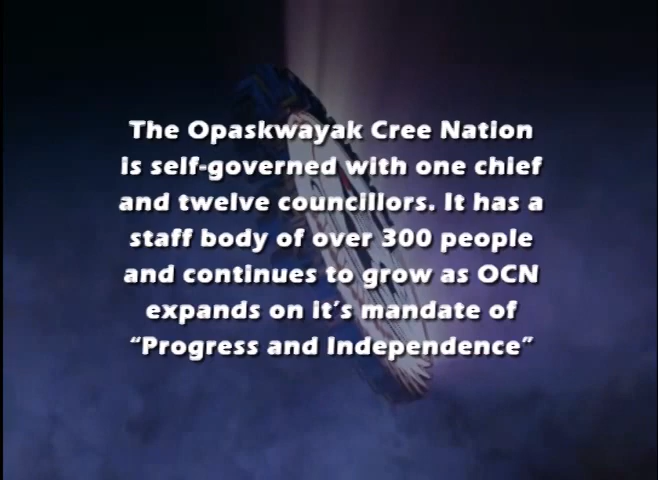 The Opaskwayak Cree Nation
is self-governed with one chief
and twelve councillors. It has a
staff body of over 300 people
and continues to grow as OCN
expands on it's mandate of
“Progress and Independence”